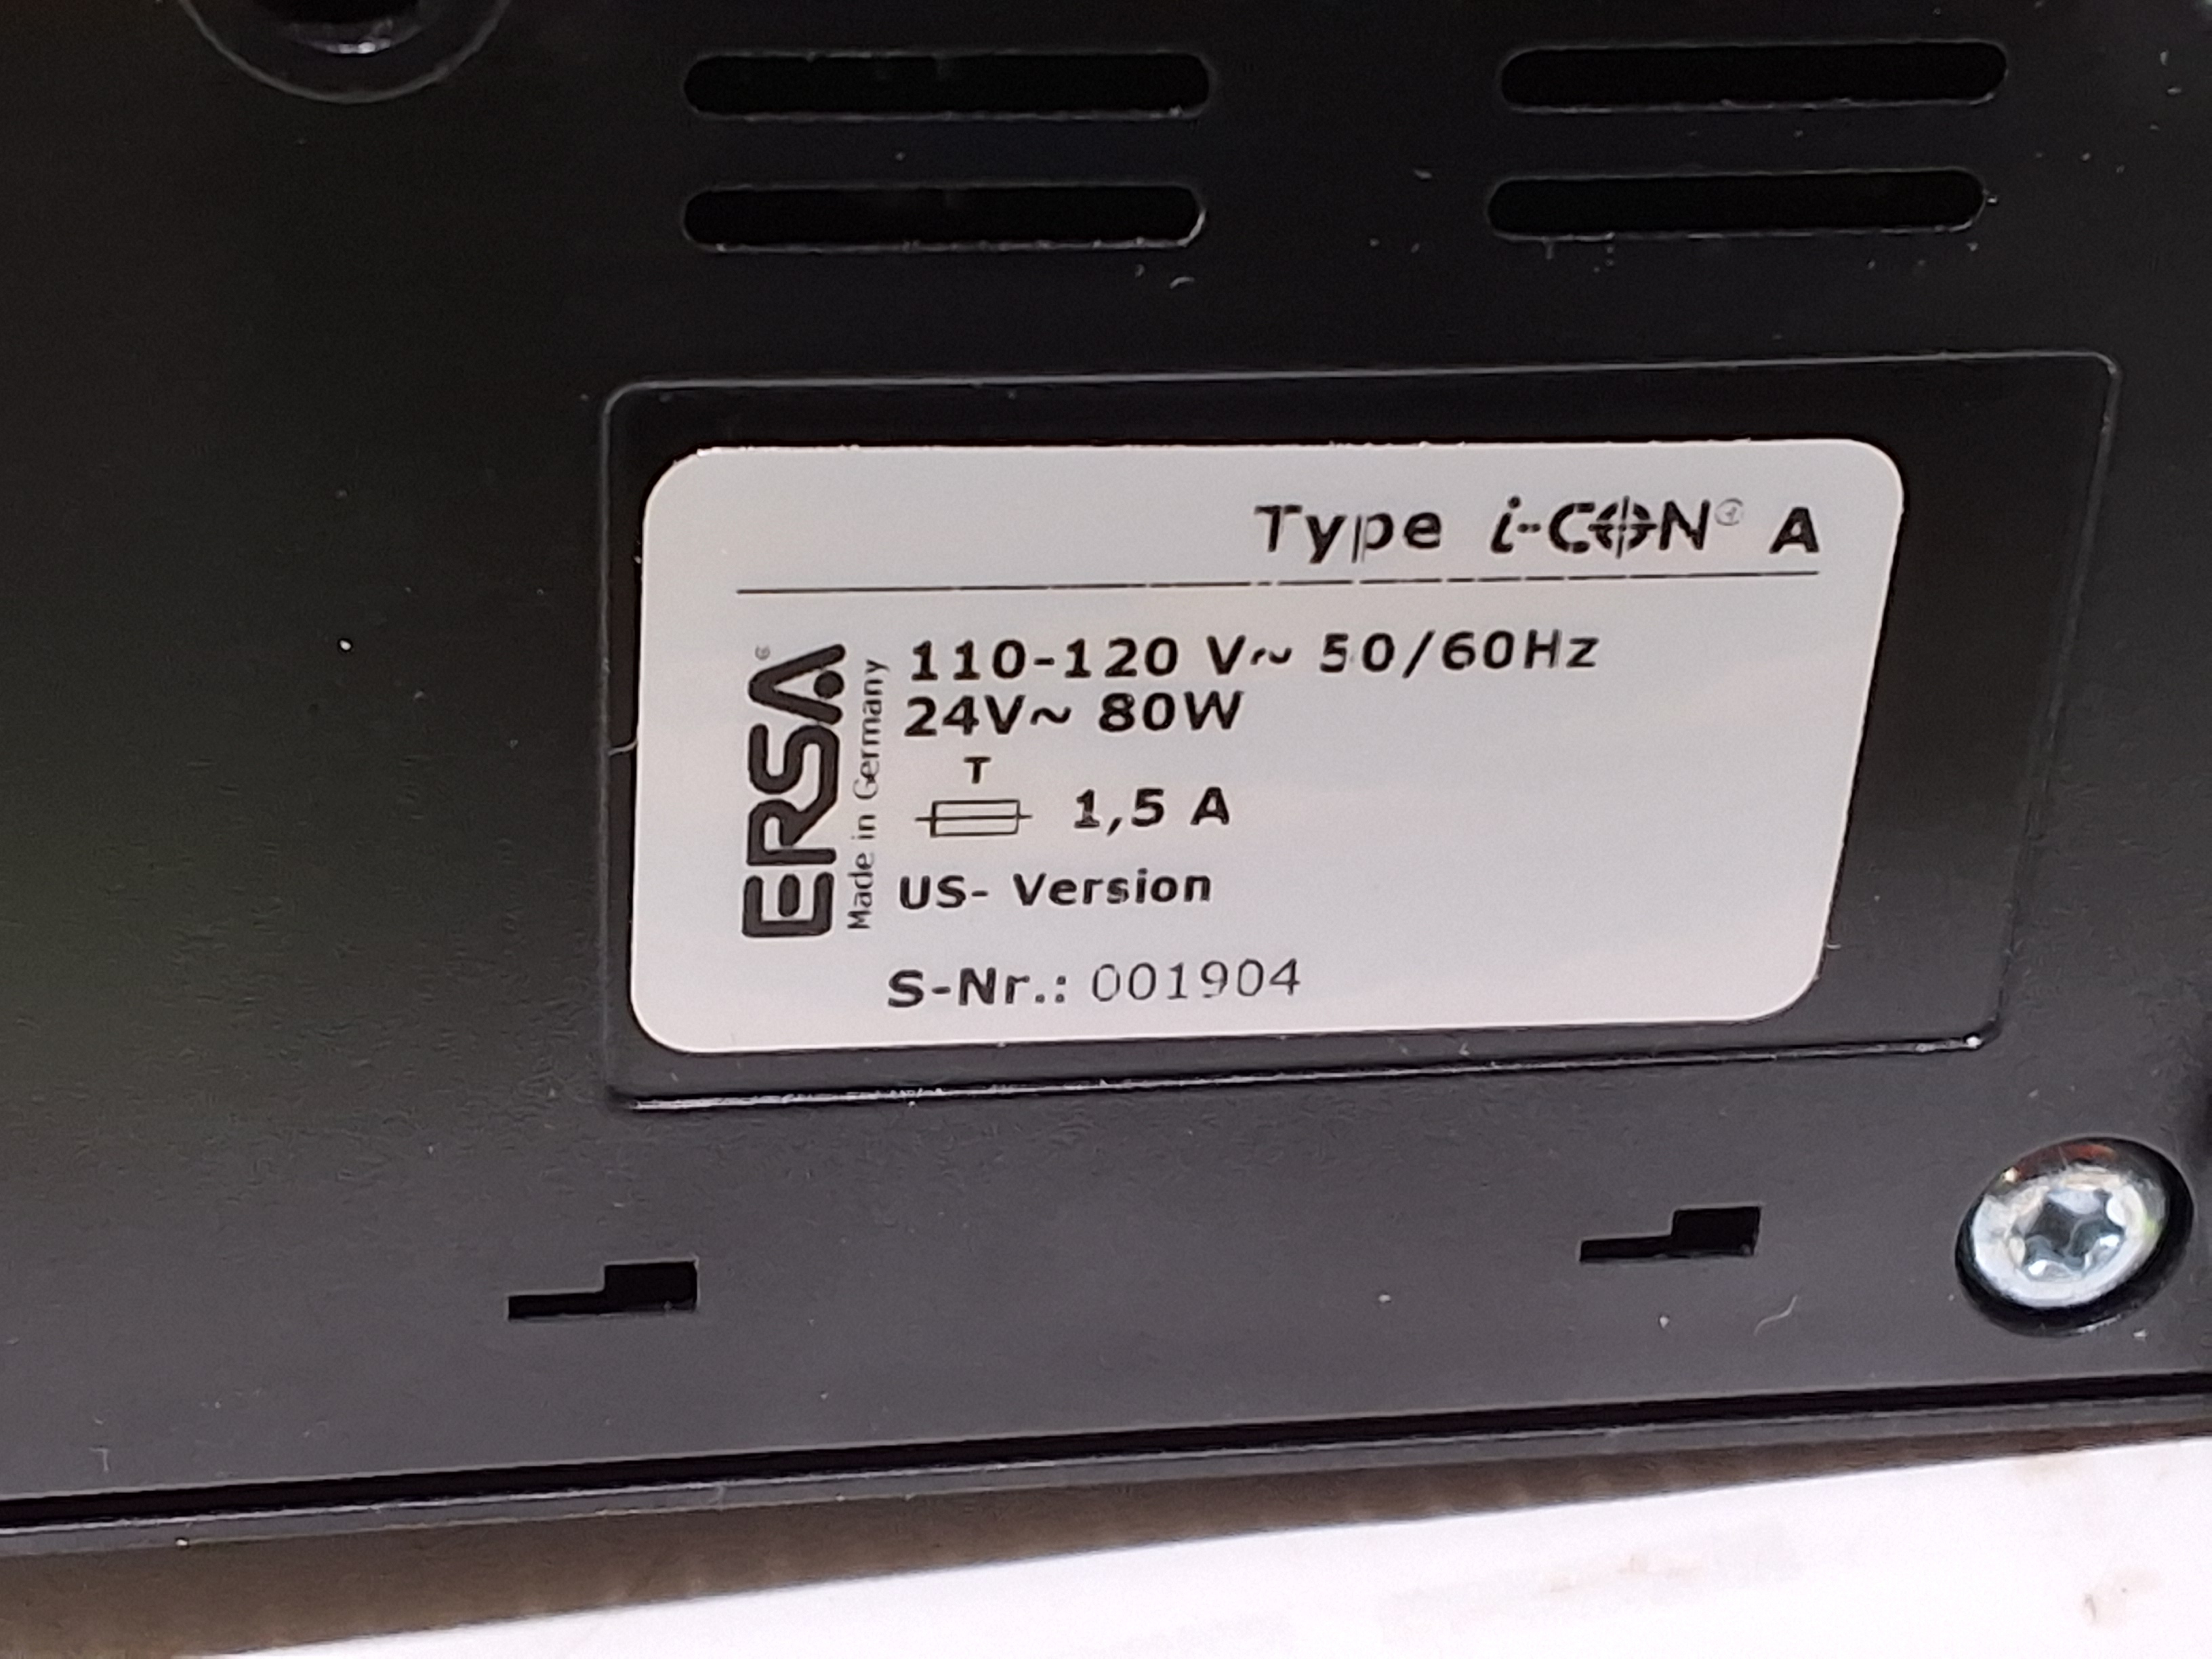 Type i-CON® A
ERSA®
Made in Germany
110-120 V~ 50/60Hz
24V~ 80W
T
1,5 A
US- Version
S-Nr.: 001904